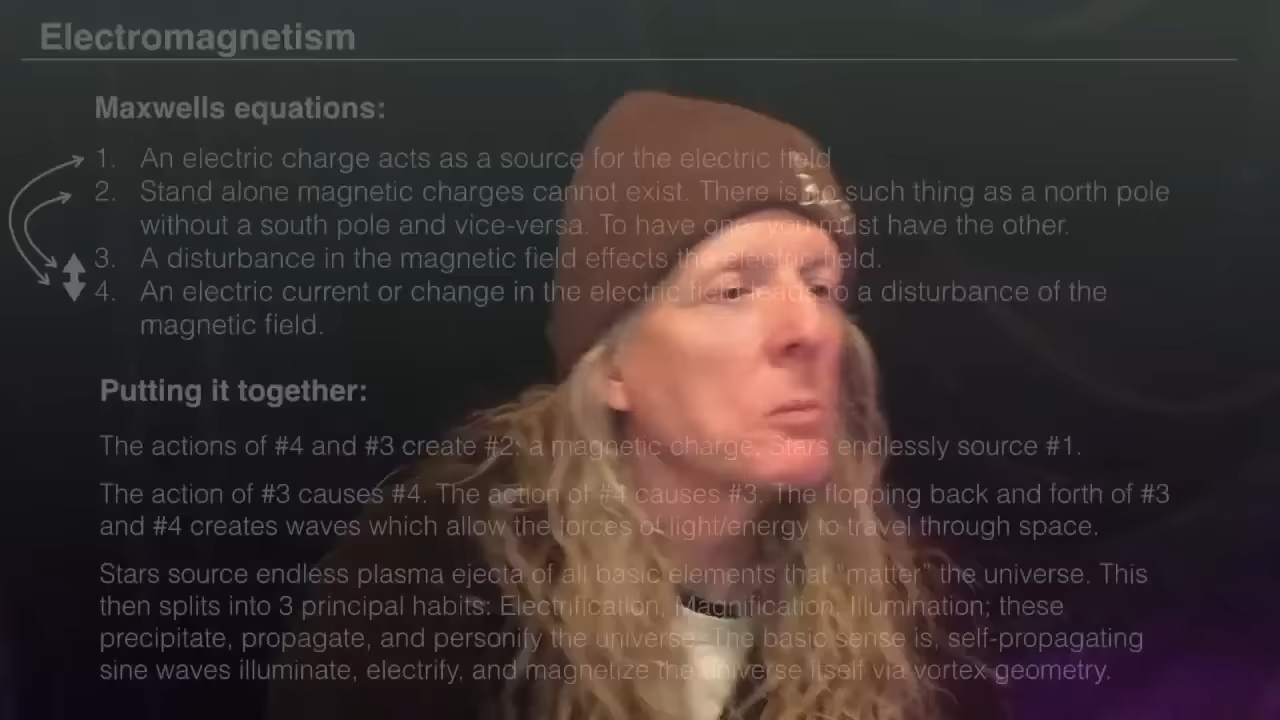 Electromagnetism
Maxwells equations:
1. An electric charge acts as a source for the electric field
2. Stand alone magnetic charges cannot exist. There is no such thing as a north pole
without a south pole and vice-versa. To have one you must have the other.
3. A disturbance in the magnetic field effects the field.
4. An electric current or change in the electric a disturbance of the
magnetic field.
Putting it together:
The actions of #4 and #3 create #2: a magnetic charge. Stars endlessly source #1.
The action of #3 causes #4. The action of #4 causes #3. The flopping back and forth of #3
and #4 creates waves which allow the forces of light/energy to travel through space.
Stars source endless plasma ejecta of all basic elements that "matter" the universe. This
then splits into 3 principal habits: Electrification, Magnification, Illumination; these
precipitate, propagate, and personify the universe. The basic sense is, self-propagating
sine waves illuminate, electrify, and magnetize the universe itself via vortex geometry.